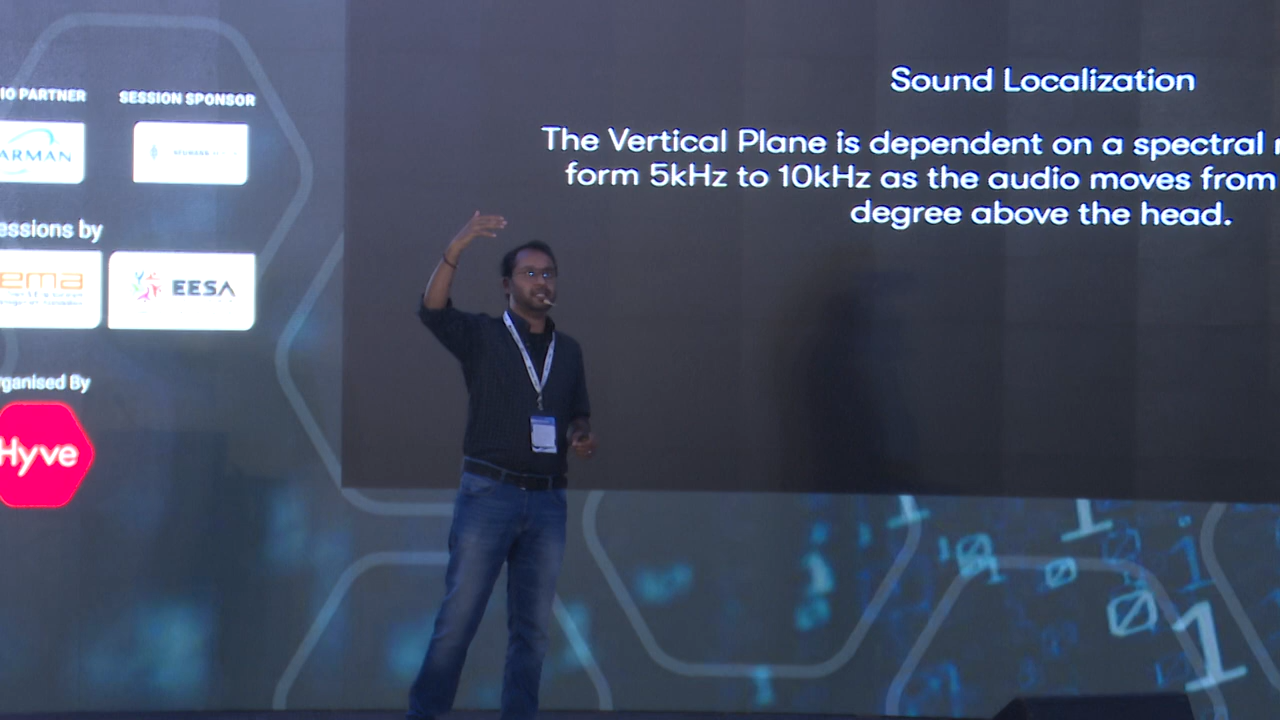 IO PARTNER
SESSION SPONSOR
ARMAN
essions by
ema
EESA
rganised By
Hyve
Sound Localization
The Vertical Plane is dependent on a spectral
form 5kHz to 10kHz as the audio moves from
degree above the head.